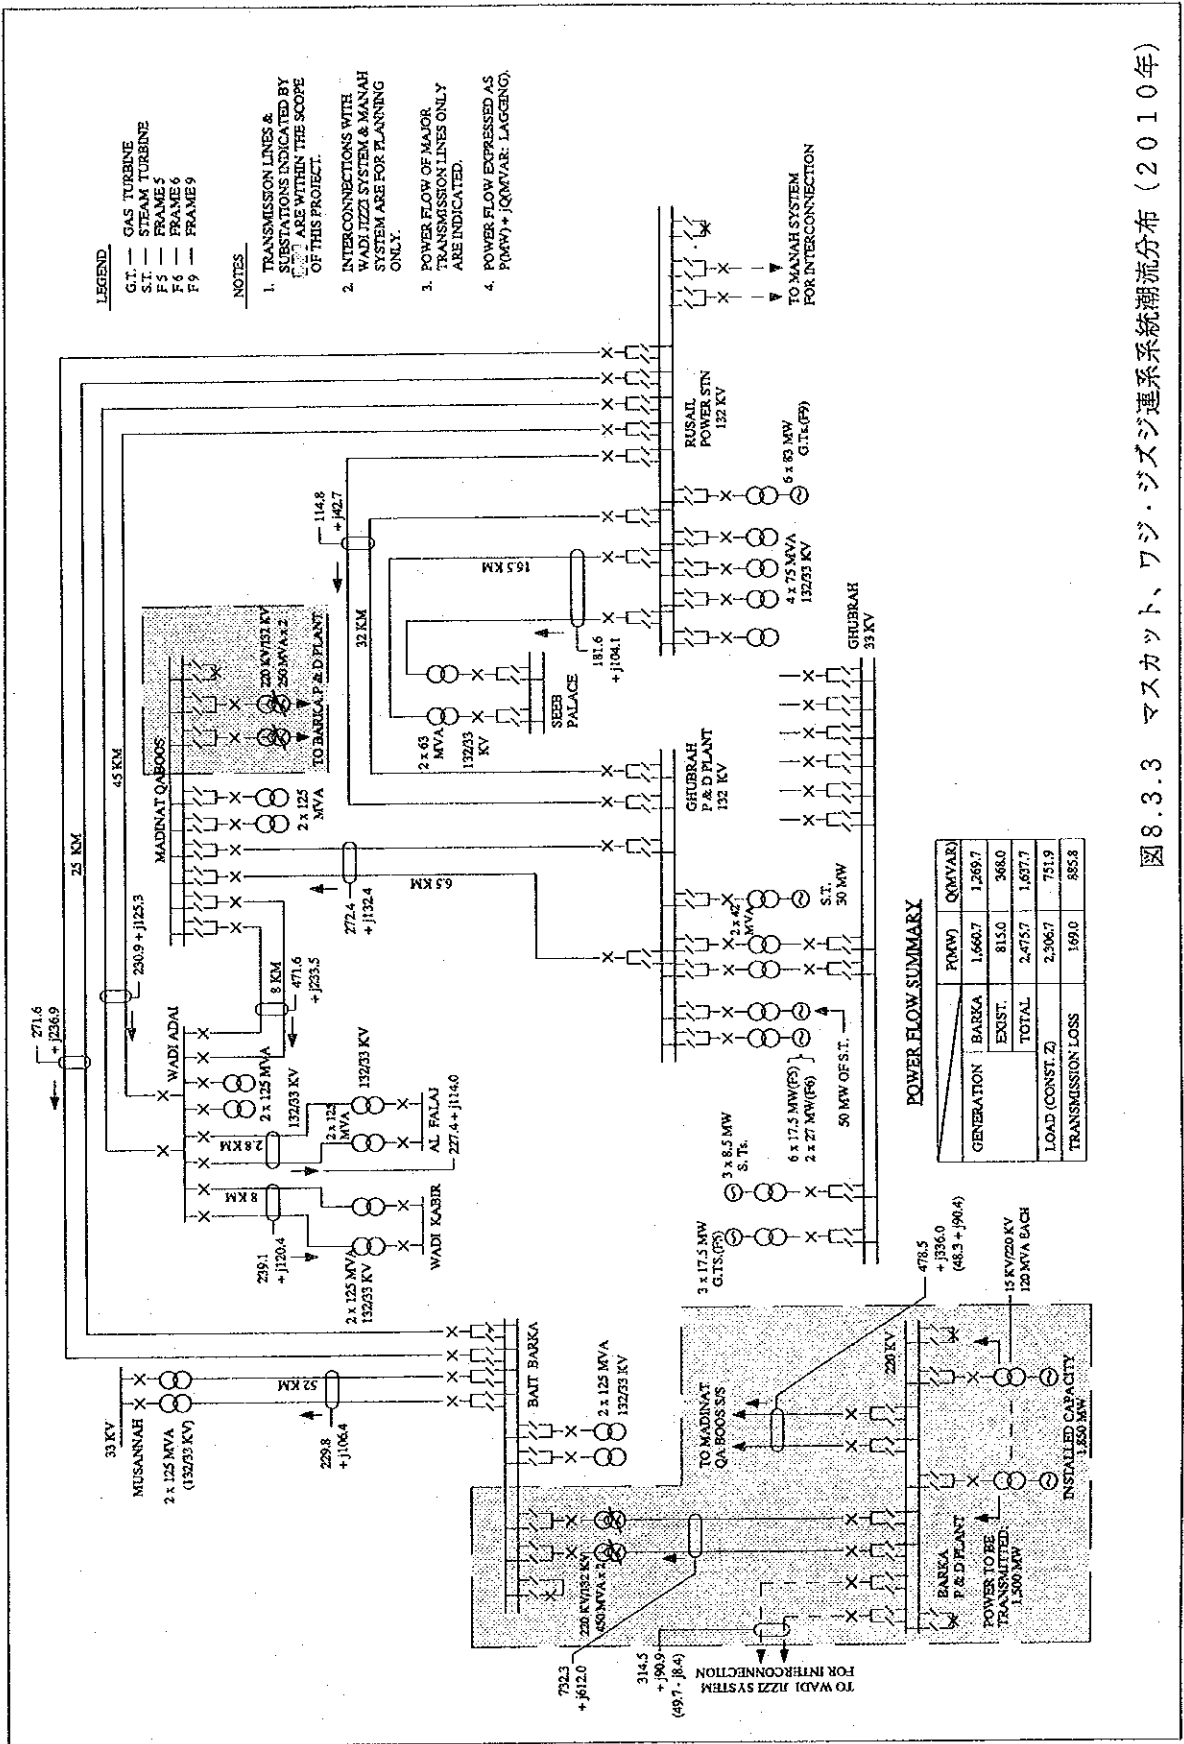 LEGEND
G.T. — GAS TURBINE
S.T. — STEAM TURBINE
F5 — FRAME 5
F6 — FRAME 6
F9 — FRAME 9
NOTES
1. TRANSMISSION LINES &
SUBSTATIONS INDICATED BY
ARE WITHIN THE SCOPE
OF THIS PROJECT.
2. INTERCONNECTIONS WITH
WADI JIZZI SYSTEM & MANAH
SYSTEM ARE FOR PLANNING
ONLY.
3. POWER FLOW OF MAJOR
TRANSMISSION LINES ONLY
ARE INDICATED.
4. POWER FLOW EXPRESSED AS
P(MW) + jQ(MVAR: LAGGING).
25 KM
45 KM
271.6
+ j236.9
230.9 + j125.3
114.8
+ j42.7
32 KM
MADINAT QABOOS
220 KV/132 KV
250 MVA x 2
TO BARKA P & D PLANT
2 x 125
MVA
272.4
+ j132.4
6.5 KM
8 KM
471.6
+ j233.5
WADI ADAI
2 x 125 MVA
132/33 KV
2.8 KM
2 x 125
MVA
132/33 KV
AL FALAJ
227.4 + j114.0
8 KM
239.1
+ j120.4
2 x 125 MVA
132/33 KV
WADI KABIR
16.5 KM
181.6
+ j104.1
2 x 63
MVA
132/33
KV
SEEB
PALACE
RUSAIL
POWER STN
132 KV
6 x 83 MW
G.Ts.(F9)
4 x 75 MVA
132/33 KV
TO MANAH SYSTEM
FOR INTERCONNECTION
GHUBRAH
P & D PLANT
132 KV
GHUBRAH
33 KV
2 x 42
MVA
S.T.
30 MW
50 MW OF S.T.
6 x 17.5 MW(F5)
2 x 27 MW(F6)
3 x 8.5 MW
S. Ts.
3 x 17.5 MW
G.TS.(F5)
33 KV
MUSANNAH
2 x 125 MVA
(132/33 KV)
52 KM
229.8
+ j106.4
BAIT BARKA
2 x 125 MVA
132/33 KV
220 KV/132 KV
450 MVA x 2
732.3
+ j612.0
314.5
+ j90.9
(49.7 - j8.4)
TO WADI JIZZI SYSTEM
FOR INTERCONNECTION
TO MADINAT
QABOOS S/S
478.5
+ j336.0
(48.3 + j90.4)
220 KV
15 KV/220 KV
120 MVA EACH
BARKA
P & D PLANT
POWER TO BE
TRANSMITTED
1,500 MW
INSTALLED CAPACITY
1,850 MW
POWER FLOW SUMMARY
P(MW) Q(MVAR)
GENERATION BARKA 1,660.7 1,269.7
EXIST. 815.0 368.0
TOTAL 2,475.7 1,637.7
LOAD (CONST. Z) 2,306.7 751.9
TRANSMISSION LOSS 169.0 885.8
図8.3.3 マスカット、ワジ・ジズジ連系系統潮流分布(2010年)